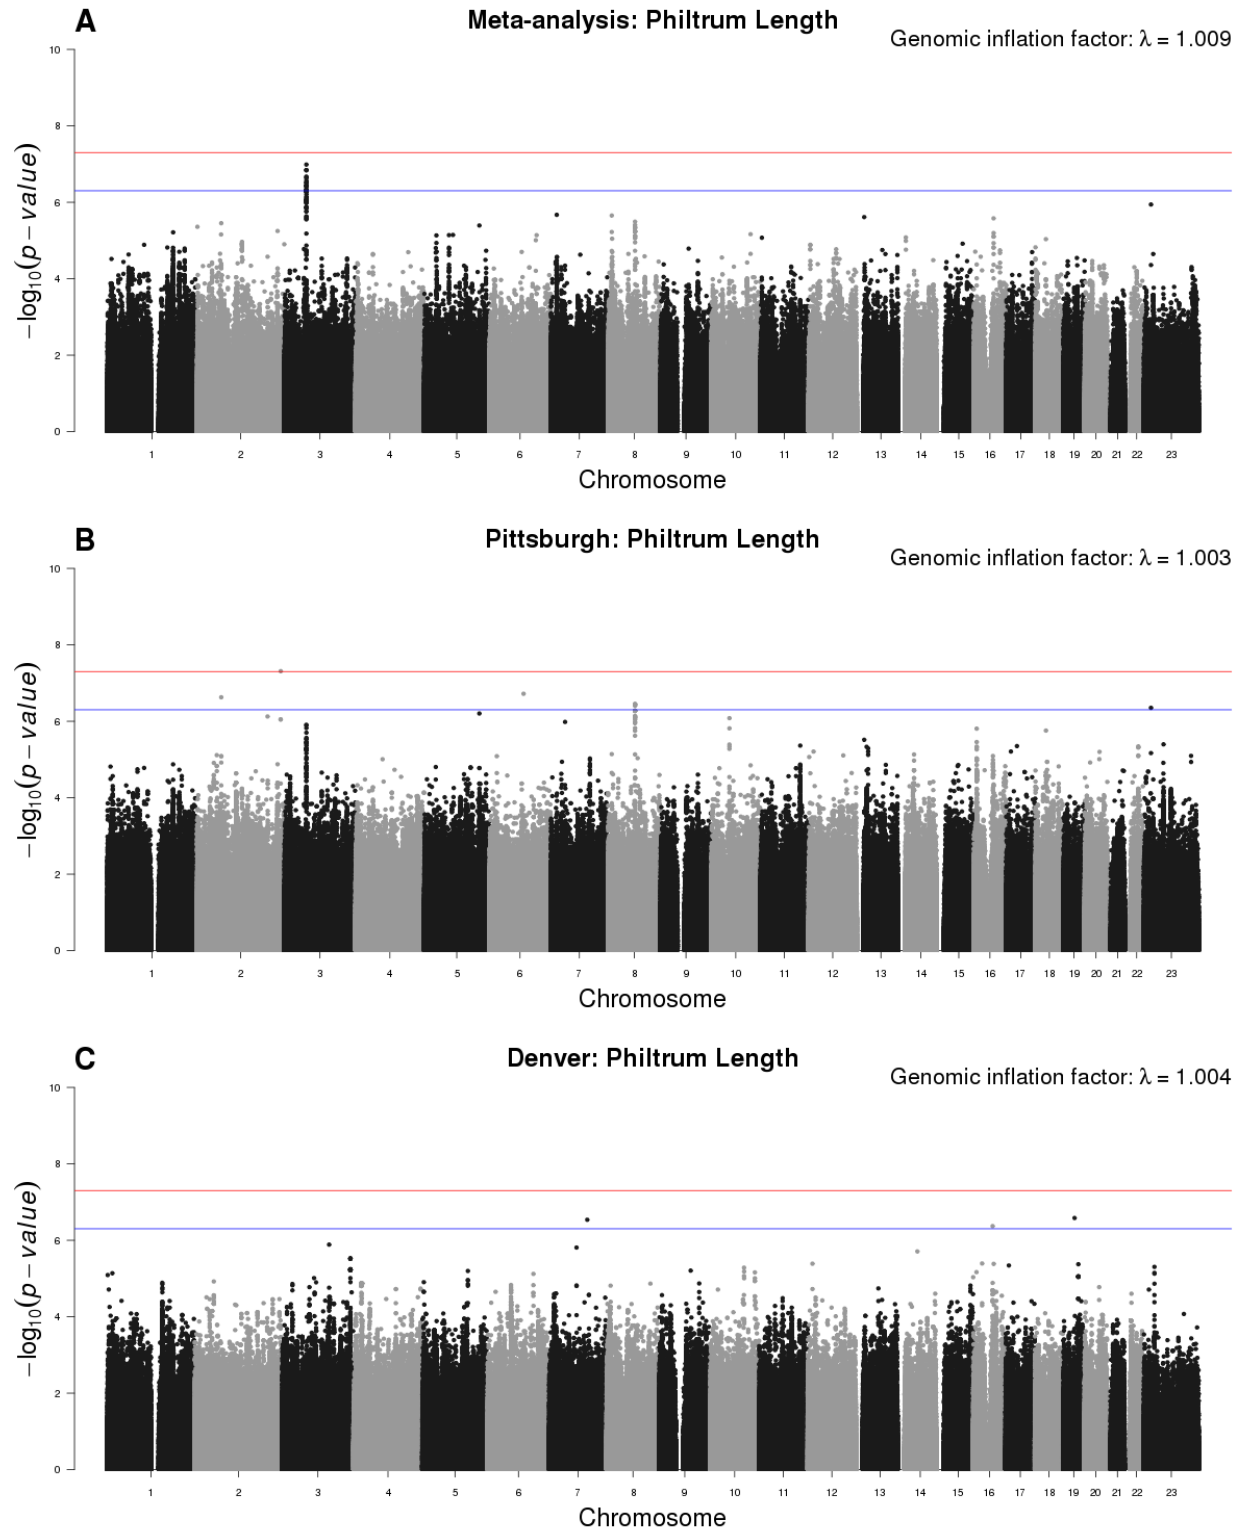 A
Meta-analysis: Philtrum Length
Genomic inflation factor: λ = 1.009
10
8
6
4
2
0
−log10(p − value)
1 2 3 4 5 6 7 8 9 10 11 12 13 14 15 16 17 18 19 20 21 22 23
Chromosome
B
Pittsburgh: Philtrum Length
Genomic inflation factor: λ = 1.003
10
8
6
4
2
0
−log10(p − value)
1 2 3 4 5 6 7 8 9 10 11 12 13 14 15 16 17 18 19 20 21 22 23
Chromosome
C
Denver: Philtrum Length
Genomic inflation factor: λ = 1.004
10
8
6
4
2
0
−log10(p − value)
1 2 3 4 5 6 7 8 9 10 11 12 13 14 15 16 17 18 19 20 21 22 23
Chromosome